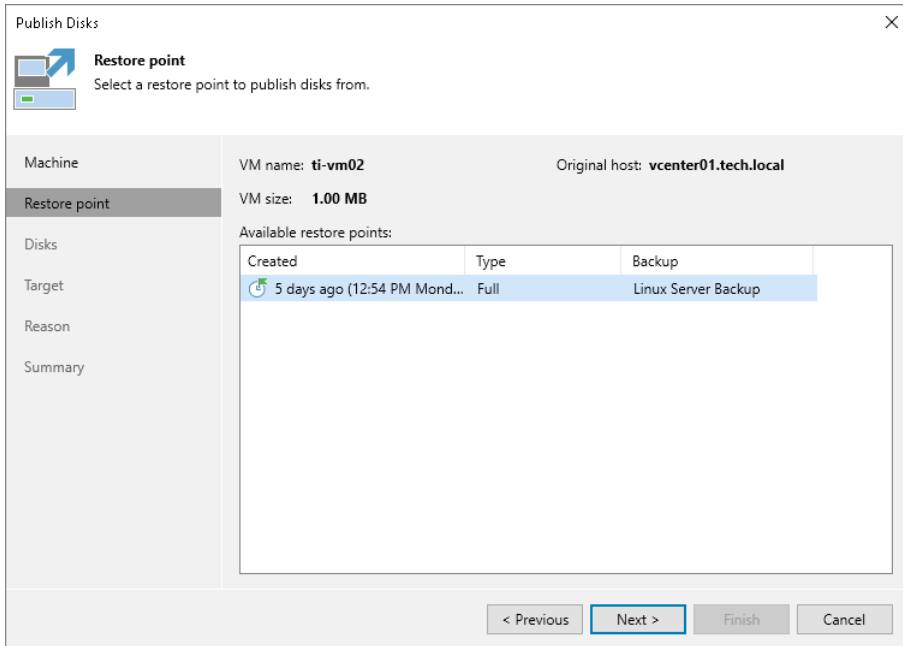 Publish Disks
Restore point
Select a restore point to publish disks from.
Machine
Restore point
Disks
Target
Reason
Summary
VM name: ti-vm02 Original host: vcenter01.tech.local
VM size: 1.00 MB
Available restore points:
Created Type Backup
5 days ago (12:54 PM Mond... Full Linux Server Backup
< Previous Next > Finish Cancel